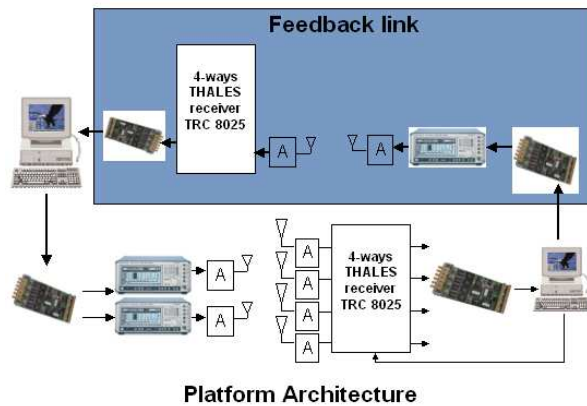 Feedback link
4-ways
THALES
receiver
TRC 8025
A
A
A
A
A
A
A
A
4-ways
THALES
receiver
TRC 8025
Platform Architecture